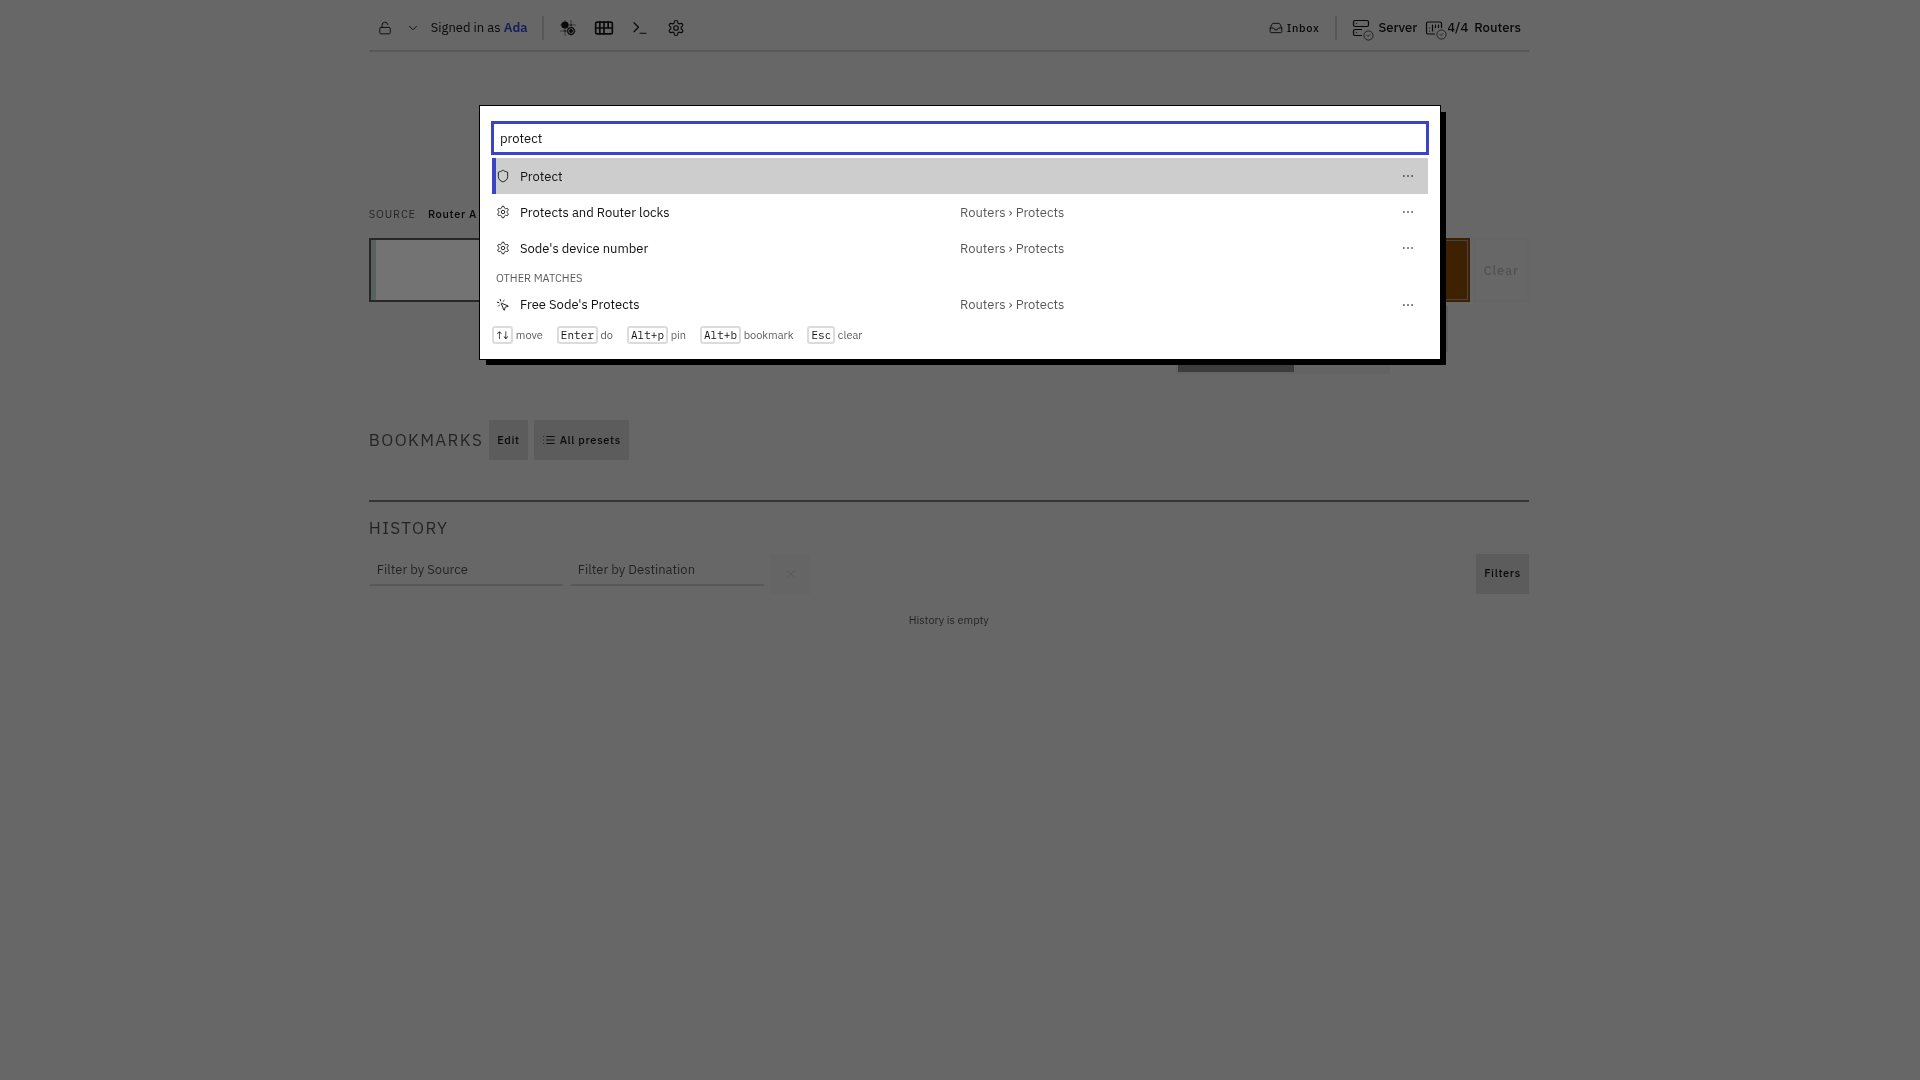 Signed in as Ada
Inbox
Server
4/4 Routers
protect
Protect
Protects and Router locks Routers › Protects
Sode's device number Routers › Protects
OTHER MATCHES
Free Sode's Protects Routers › Protects
↑↓ move Enter do Alt+p pin Alt+b bookmark Esc clear
SOURCE Router A
Clear
BOOKMARKS Edit All presets
HISTORY
Filter by Source Filter by Destination Filters
History is empty